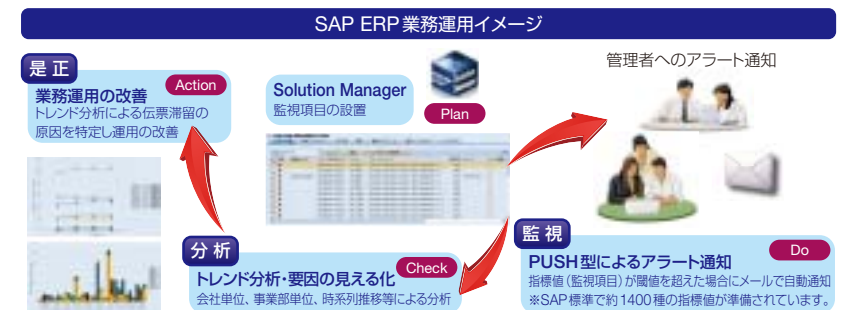 SAP ERP業務運用イメージ
是正
Action
業務運用の改善
トレンド分析による伝票滞留の
原因を特定し運用の改善
Solution Manager
監視項目の設置
Plan
管理者へのアラート通知
分析
Check
トレンド分析・要因の見える化
会社単位、事業部単位、時系列推移等による分析
監視
Do
PUSH型によるアラート通知
指標値（監視項目）が閾値を超えた場合にメールで自動通知
※SAP標準で約1400種の指標値が準備されています。